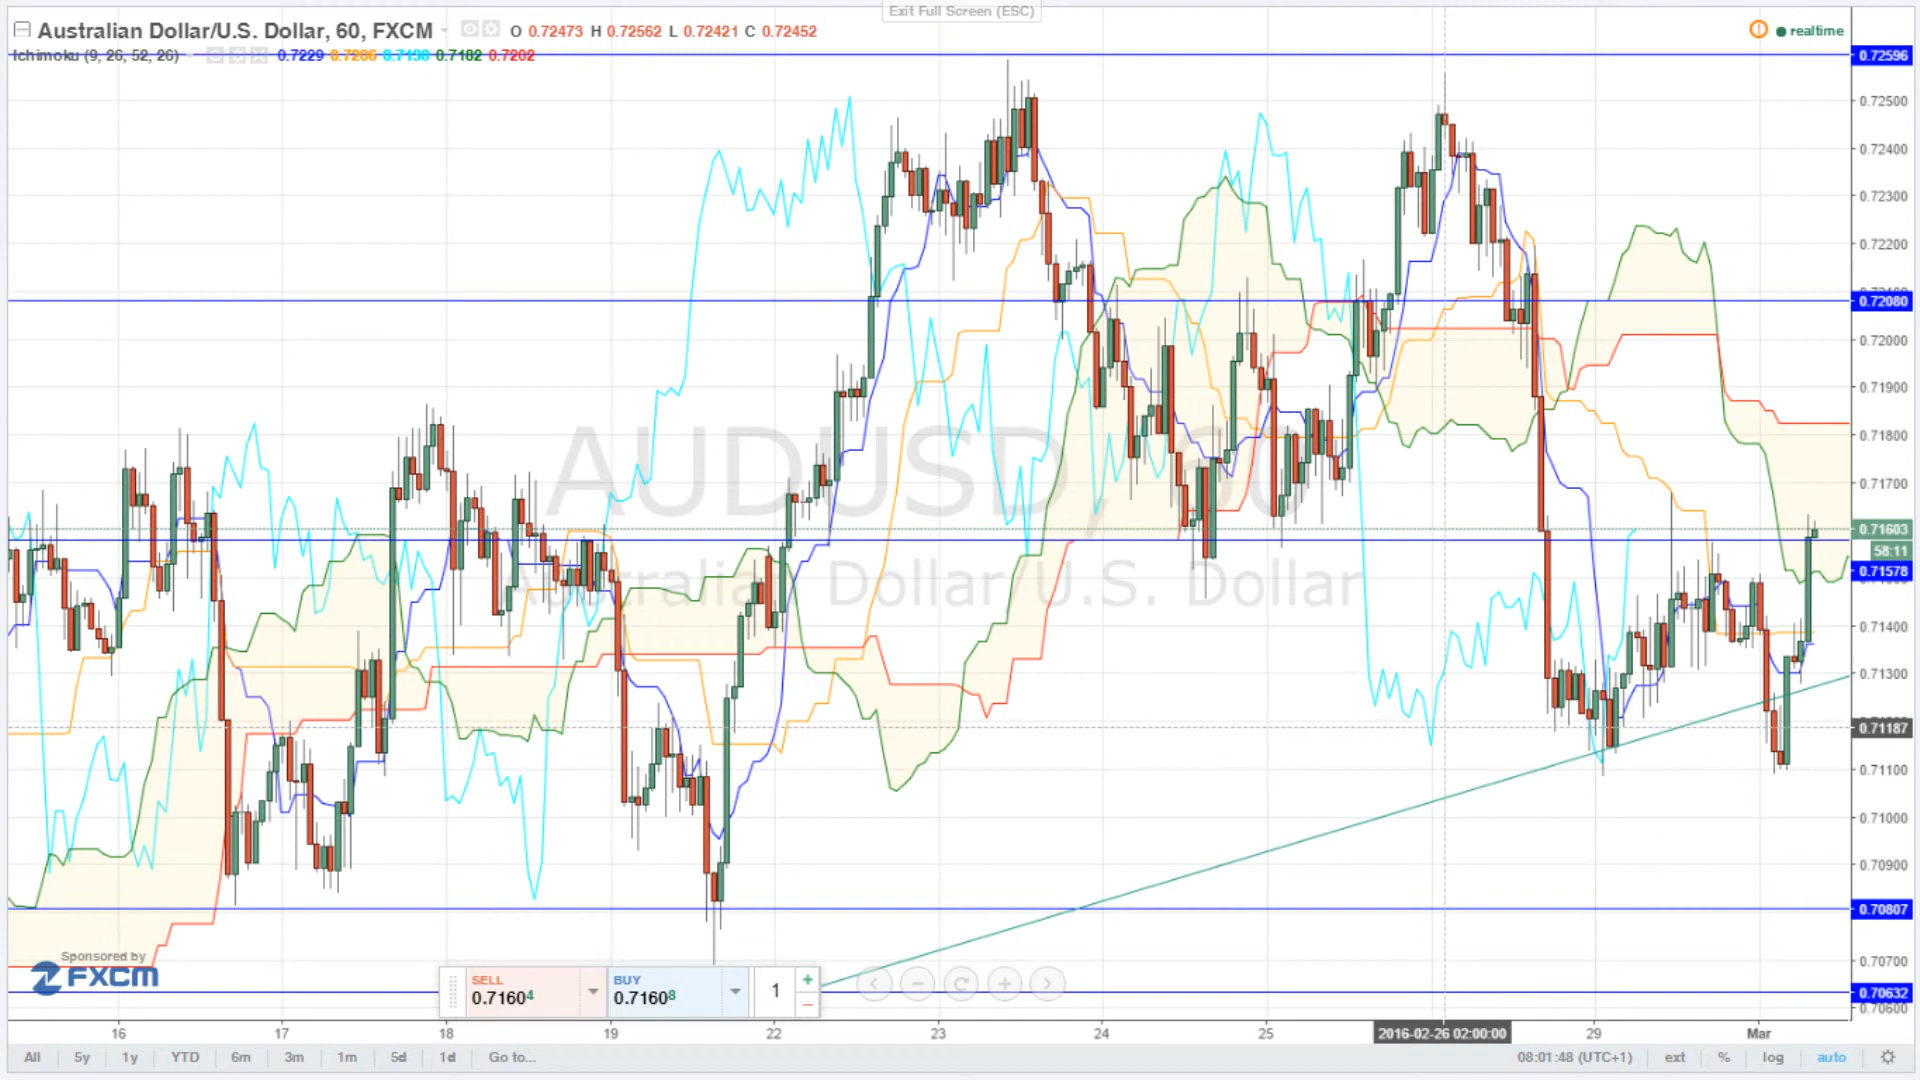 Exit Full Screen (ESC)
Australian Dollar/U.S. Dollar, 60, FXCM O 0.72473 H 0.72562 L 0.72421 C 0.72452
realtime
Ichimoku (9, 26, 52, 26) 0.7229 0.7206 0.7136 0.7182 0.7202
0.72596
0.72500
0.72400
0.72300
0.72200
0.72080
0.72000
0.71900
0.71800
0.71700
0.71603
58:11
0.71578
0.71400
0.71300
0.71187
0.71100
0.71000
0.70900
0.70807
0.70700
0.70632
0.70600
AUDUSD, 60
Australian Dollar/U.S. Dollar
Sponsored by
FXCM
SELL
0.71604
BUY
0.71608
1
16 17 18 19 22 23 24 25 2016-02-26 02:00:00 29 Mar
All 5y 1y YTD 6m 3m 1m 5d 1d Go to... 08:01:48 (UTC+1) ext % log auto